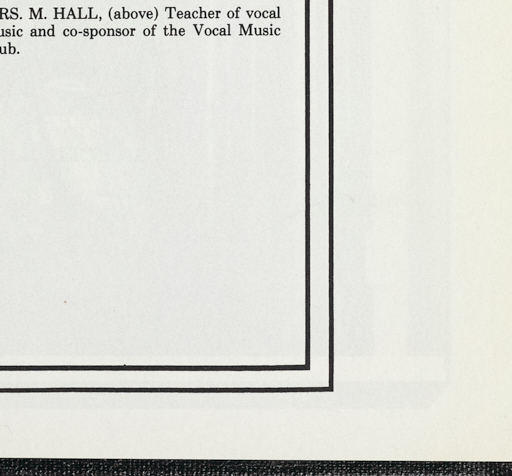 RS. M. HALL, (above) Teacher of vocal
usic and co-sponsor of the Vocal Music
ub.